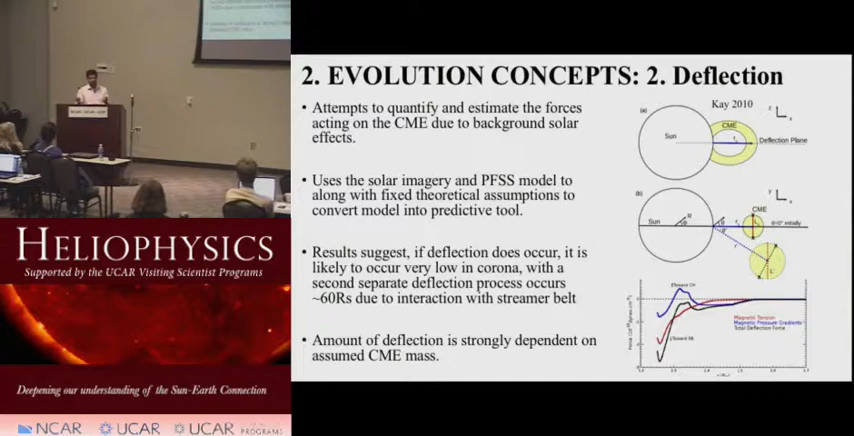 2. EVOLUTION CONCEPTS: 2. Deflection
• Attempts to quantify and estimate the forces
acting on the CME due to background solar
effects.
• Uses the solar imagery and PFSS model to
along with fixed theoretical assumptions to
convert model into predictive tool.
• Results suggest, if deflection does occur, it is
likely to occur very low in corona, with a
second separate deflection process occurs
~60Rs due to interaction with streamer belt
• Amount of deflection is strongly dependent on
assumed CME mass.
Kay 2010
(a)
z
x
CME
Sun
Deflection Plane
(b)
y
x
CME
R
Sun
Magnetic Tension
Magnetic Pressure Gradients
Total Deflection Force
HELIOPHYSICS
Supported by the UCAR Visiting Scientist Programs
Deepening our understanding of the Sun-Earth Connection
NCAR
UCAR
UCAR PROGRAMS